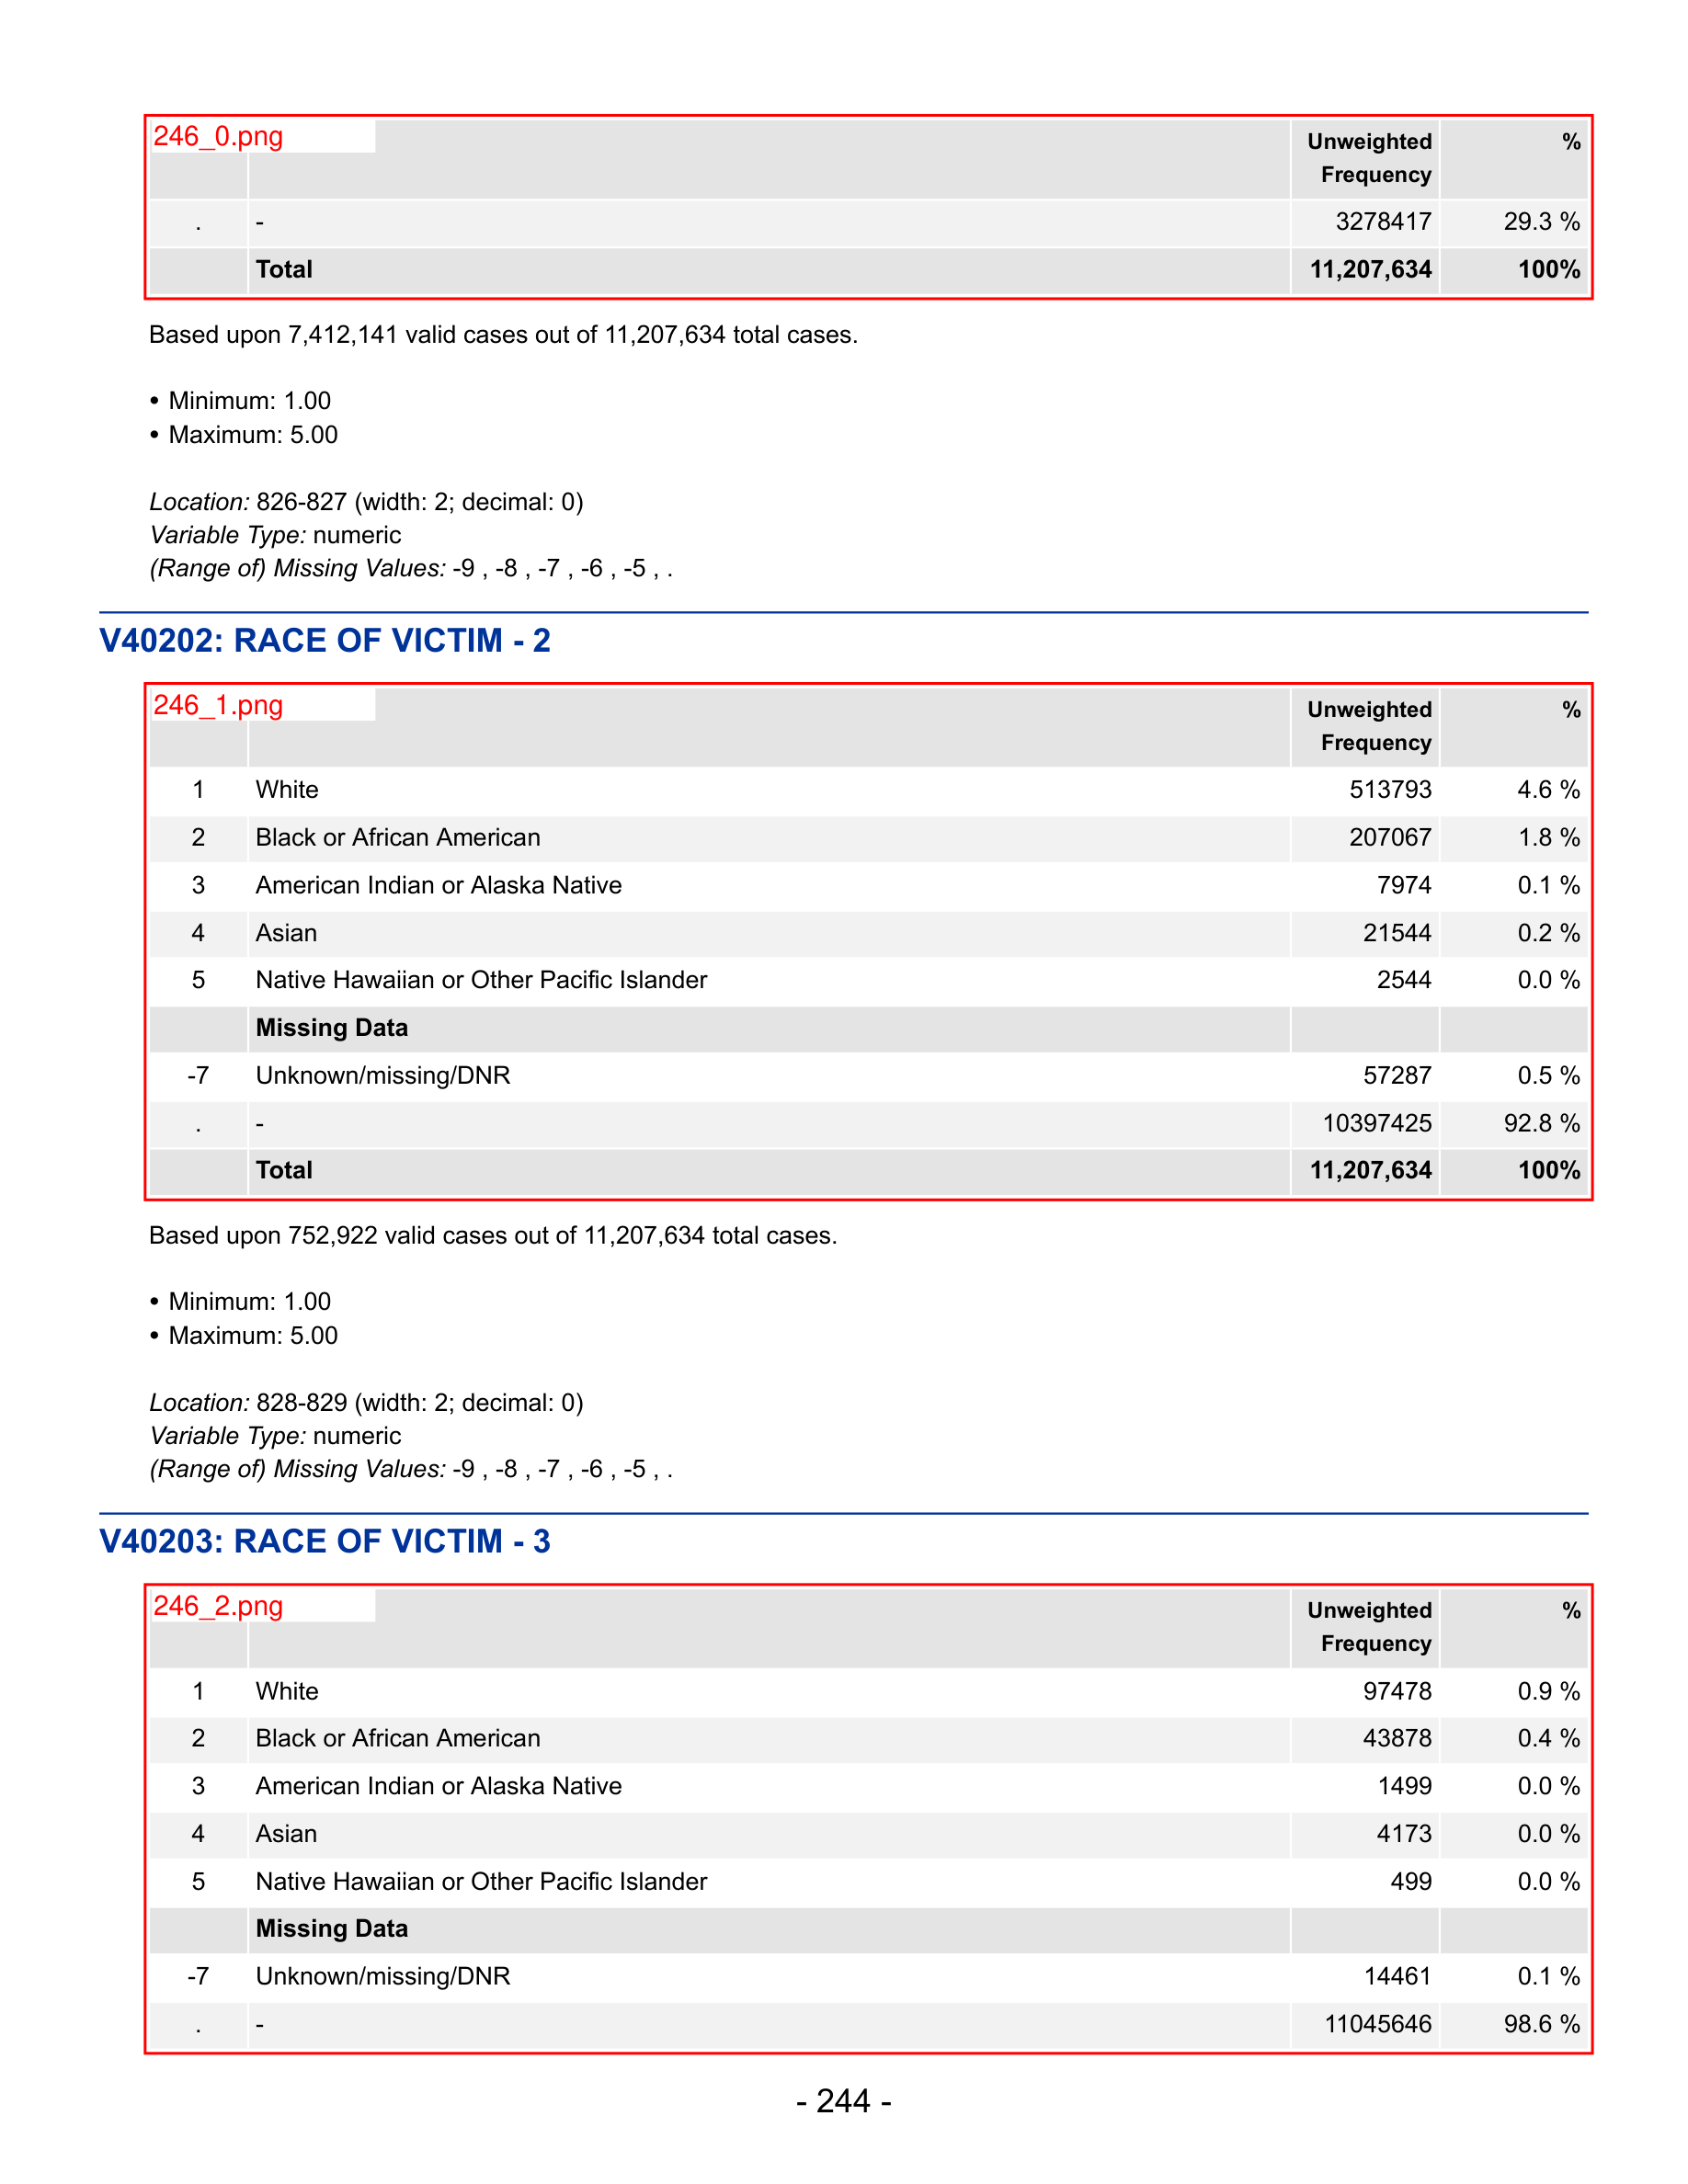 246_0.png
Unweighted Frequency %
. - 3278417 29.3 %
Total 11,207,634 100%
Based upon 7,412,141 valid cases out of 11,207,634 total cases.
• Minimum: 1.00
• Maximum: 5.00
Location: 826-827 (width: 2; decimal: 0)
Variable Type: numeric
(Range of) Missing Values: -9 , -8 , -7 , -6 , -5 , .
V40202: RACE OF VICTIM - 2
246_1.png
Unweighted Frequency %
1 White 513793 4.6 %
2 Black or African American 207067 1.8 %
3 American Indian or Alaska Native 7974 0.1 %
4 Asian 21544 0.2 %
5 Native Hawaiian or Other Pacific Islander 2544 0.0 %
Missing Data
-7 Unknown/missing/DNR 57287 0.5 %
. - 10397425 92.8 %
Total 11,207,634 100%
Based upon 752,922 valid cases out of 11,207,634 total cases.
• Minimum: 1.00
• Maximum: 5.00
Location: 828-829 (width: 2; decimal: 0)
Variable Type: numeric
(Range of) Missing Values: -9 , -8 , -7 , -6 , -5 , .
V40203: RACE OF VICTIM - 3
246_2.png
Unweighted Frequency %
1 White 97478 0.9 %
2 Black or African American 43878 0.4 %
3 American Indian or Alaska Native 1499 0.0 %
4 Asian 4173 0.0 %
5 Native Hawaiian or Other Pacific Islander 499 0.0 %
Missing Data
-7 Unknown/missing/DNR 14461 0.1 %
. - 11045646 98.6 %
- 244 -